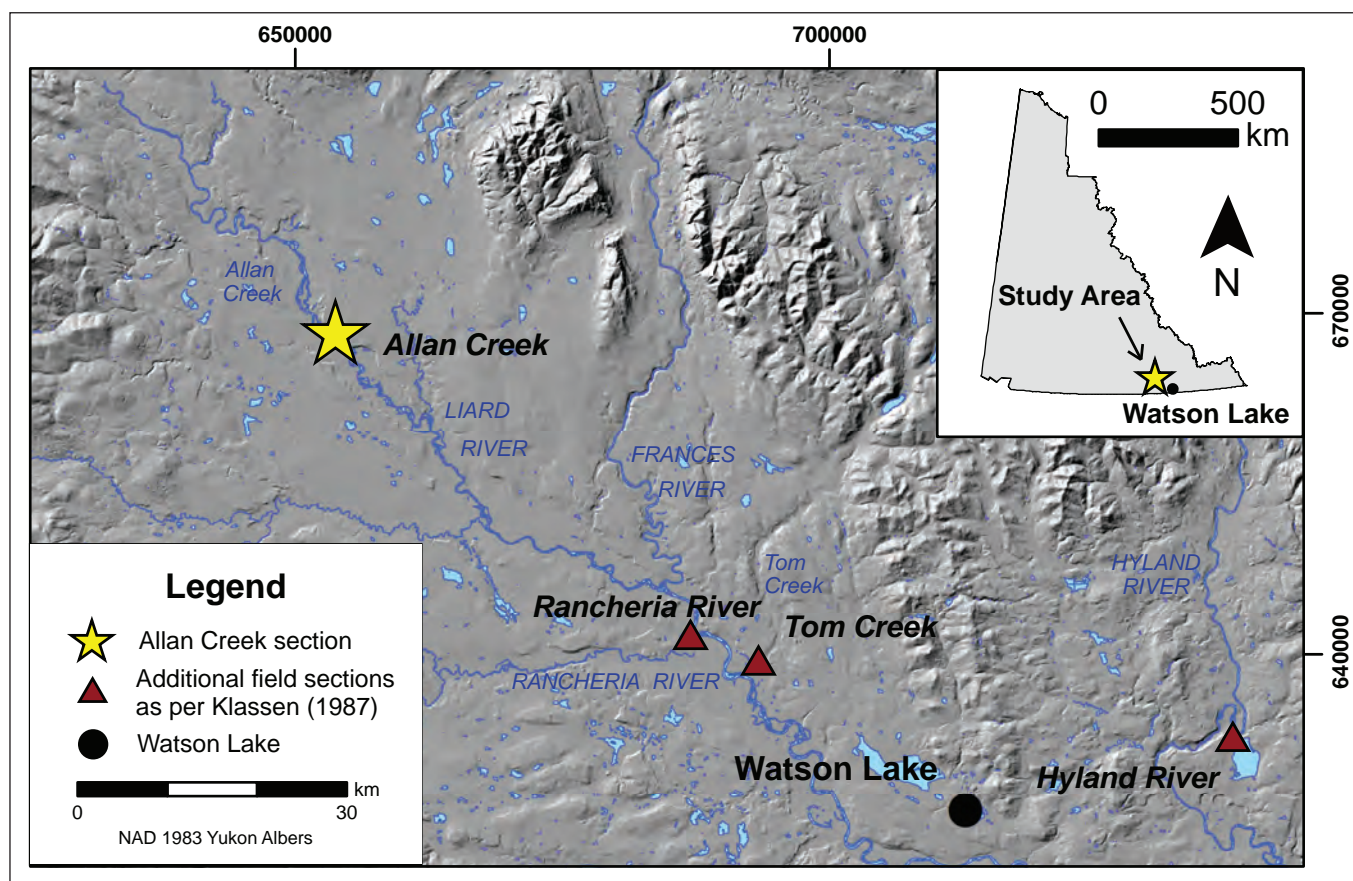 650000
700000
0
500
km
N
Study Area
Watson Lake
670000
640000
Allan
Creek
Allan Creek
LIARD
RIVER
FRANCES
RIVER
Tom
Creek
HYLAND
RIVER
Rancheria River
Tom Creek
RANCHERIA RIVER
Watson Lake
Hyland River
Legend
Allan Creek section
Additional field sections
as per Klassen (1987)
Watson Lake
km
0
30
NAD 1983 Yukon Albers